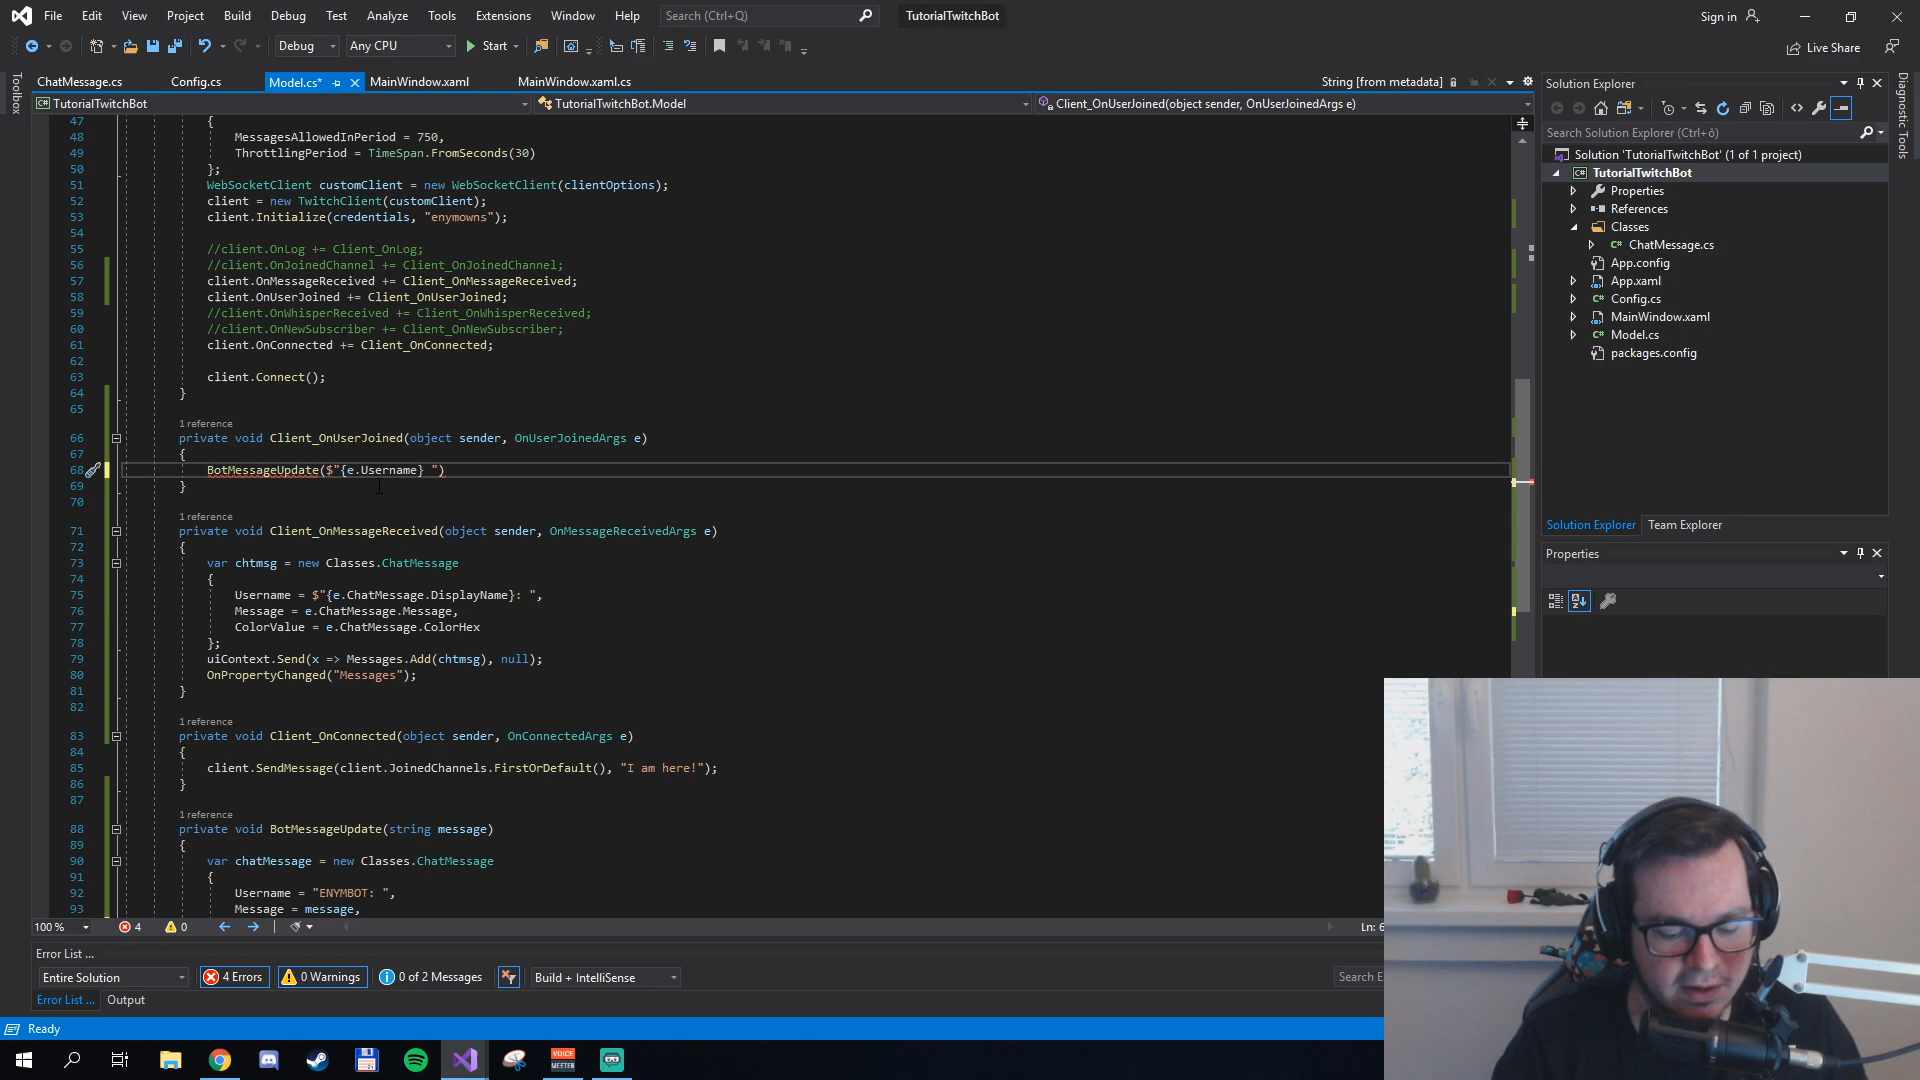 File Edit View Project Build Debug Test Analyze Tools Extensions Window Help Search (Ctrl+Q) TutorialTwitchBot Sign in
Debug Any CPU Start Live Share
Toolbox
ChatMessage.cs Config.cs Model.cs* MainWindow.xaml MainWindow.xaml.cs String [from metadata]
TutorialTwitchBot TutorialTwitchBot.Model Client_OnUserJoined(object sender, OnUserJoinedArgs e)
47 {
48 MessagesAllowedInPeriod = 750,
49 ThrottlingPeriod = TimeSpan.FromSeconds(30)
50 };
51 WebSocketClient customClient = new WebSocketClient(clientOptions);
52 client = new TwitchClient(customClient);
53 client.Initialize(credentials, "enymowns");
54
55 //client.OnLog += Client_OnLog;
56 //client.OnJoinedChannel += Client_OnJoinedChannel;
57 client.OnMessageReceived += Client_OnMessageReceived;
58 client.OnUserJoined += Client_OnUserJoined;
59 //client.OnWhisperReceived += Client_OnWhisperReceived;
60 //client.OnNewSubscriber += Client_OnNewSubscriber;
61 client.OnConnected += Client_OnConnected;
62
63 client.Connect();
64 }
65
1 reference
66 private void Client_OnUserJoined(object sender, OnUserJoinedArgs e)
67 {
68 BotMessageUpdate($"{e.Username} ")
69 }
70
1 reference
71 private void Client_OnMessageReceived(object sender, OnMessageReceivedArgs e)
72 {
73 var chtmsg = new Classes.ChatMessage
74 {
75 Username = $"{e.ChatMessage.DisplayName}: ",
76 Message = e.ChatMessage.Message,
77 ColorValue = e.ChatMessage.ColorHex
78 };
79 uiContext.Send(x => Messages.Add(chtmsg), null);
80 OnPropertyChanged("Messages");
81 }
82
1 reference
83 private void Client_OnConnected(object sender, OnConnectedArgs e)
84 {
85 client.SendMessage(client.JoinedChannels.FirstOrDefault(), "I am here!");
86 }
87
1 reference
88 private void BotMessageUpdate(string message)
89 {
90 var chatMessage = new Classes.ChatMessage
91 {
92 Username = "ENYMBOT: ",
93 Message = message,
100 % 4 0 Ln: 6
Error List ...
Entire Solution 4 Errors 0 Warnings 0 of 2 Messages Build + IntelliSense Search E
Error List ... Output
Ready
Solution Explorer
Search Solution Explorer (Ctrl+ô)
Solution 'TutorialTwitchBot' (1 of 1 project)
TutorialTwitchBot
Properties
References
Classes
ChatMessage.cs
App.config
App.xaml
Config.cs
MainWindow.xaml
Model.cs
packages.config
Solution Explorer Team Explorer
Properties
Diagnostic Tools
VOICE
MEETER